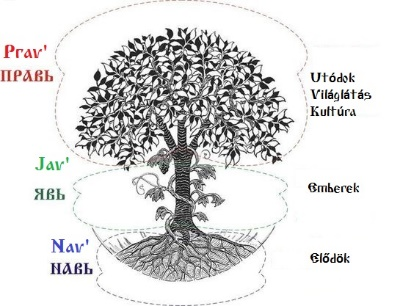 Prav'
ПРАВЬ
Utódok
Világlátás
Kultúra
Jav'
ЯВЬ
Emberek
Nav'
НАВЬ
Elődök